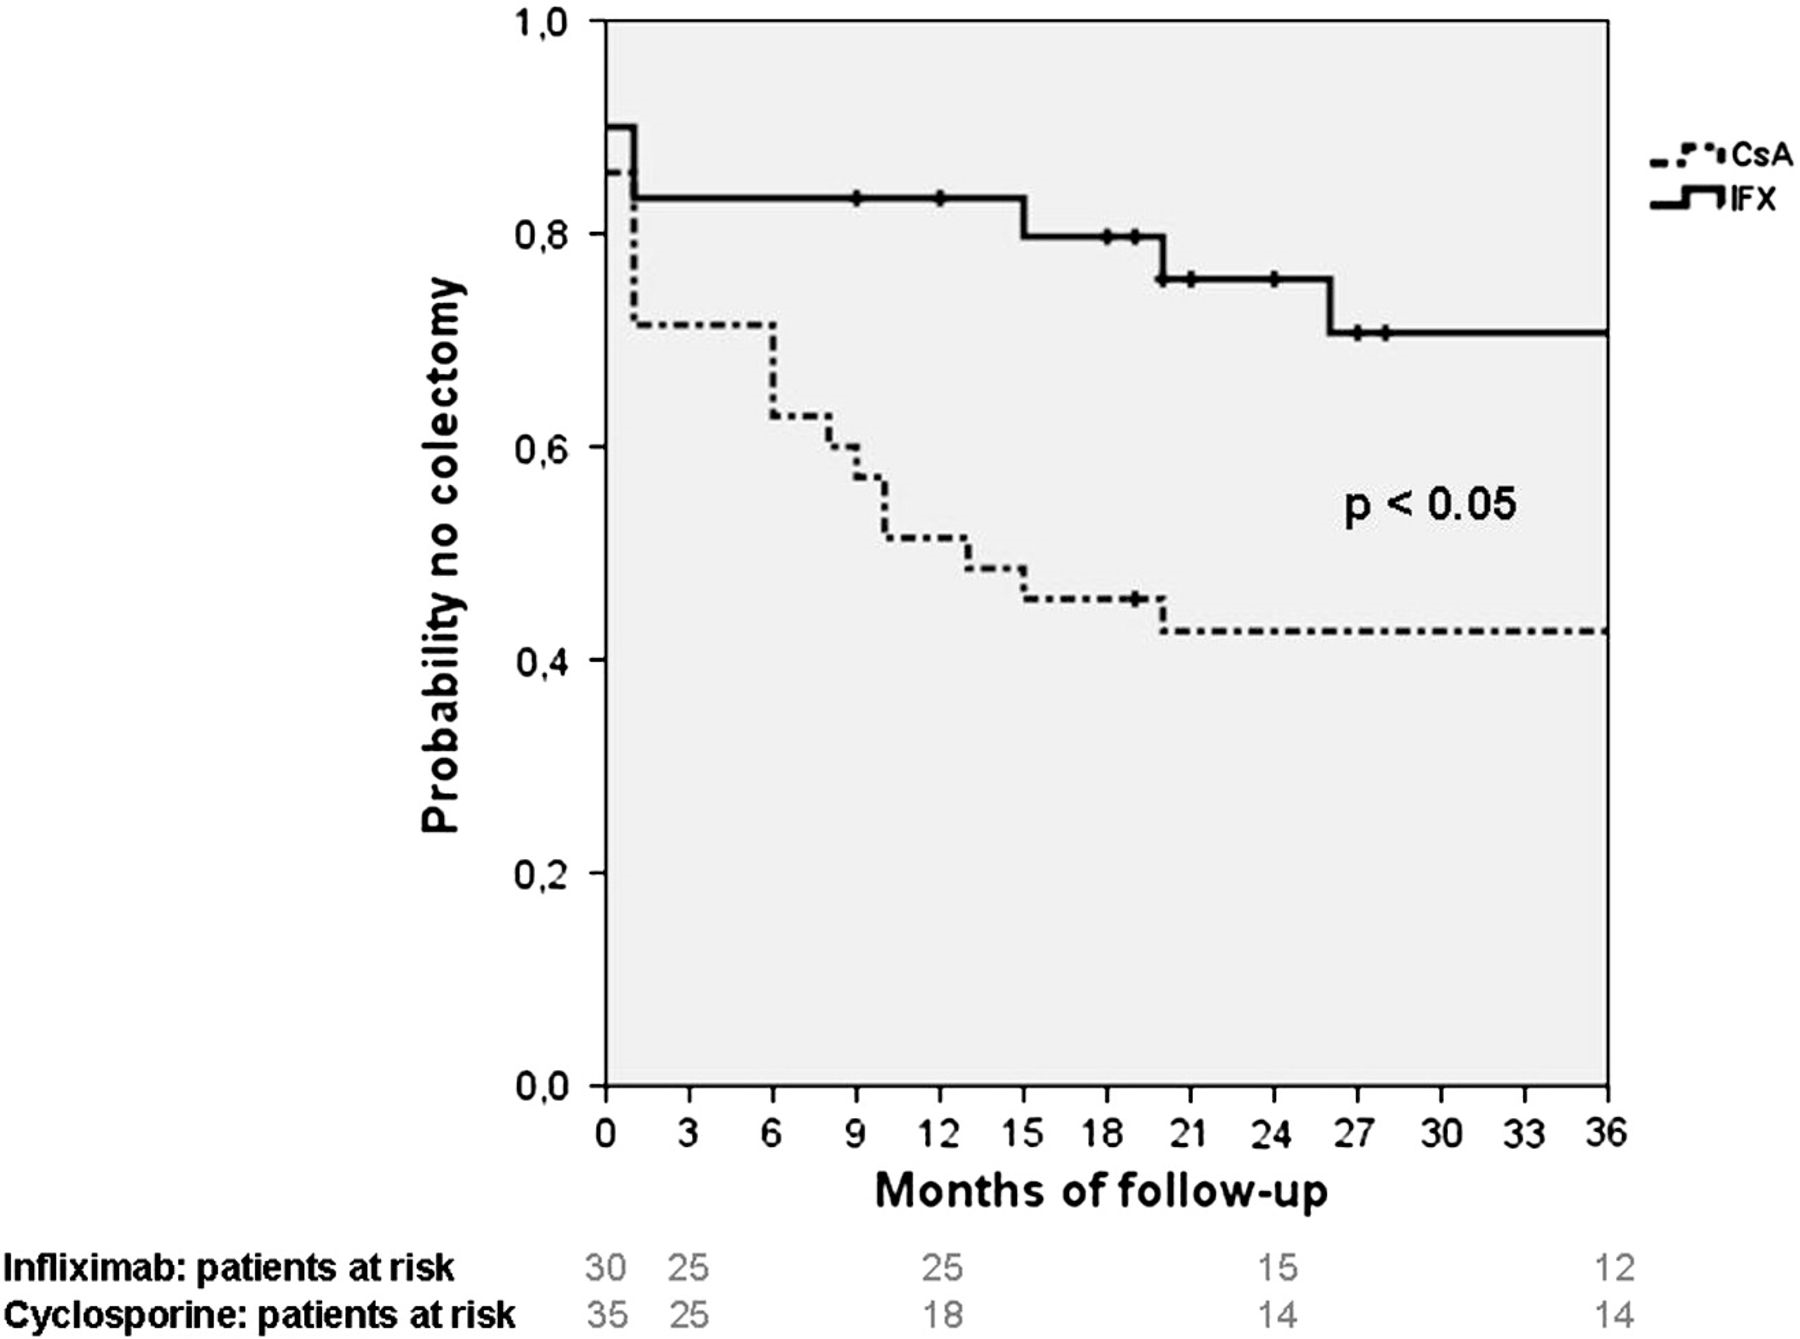 1,0
0,8
0,6
0,4
0,2
0,0
Probability no colectomy
CsA
IFX
p < 0.05
0 3 6 9 12 15 18 21 24 27 30 33 36
Months of follow-up
Infliximab: patients at risk 30 25 25 15 12
Cyclosporine: patients at risk 35 25 18 14 14